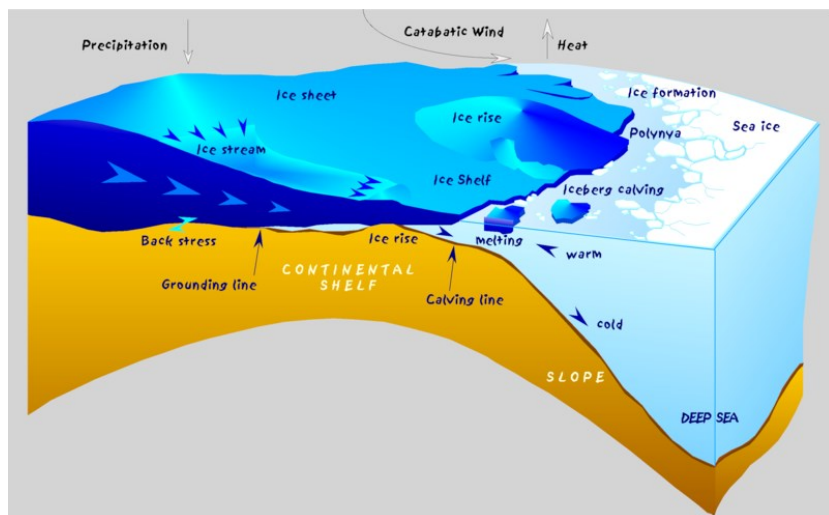 Catabatic Wind
Precipitation
Heat
Ice sheet
Ice formation
Ice rise
Sea ice
Polynya
Ice stream
Ice Shelf
Iceberg calving
Back stress
Ice rise
melting
warm
Grounding line
CONTINENTAL
SHELF
Calving line
cold
SLOPE
DEEP SEA